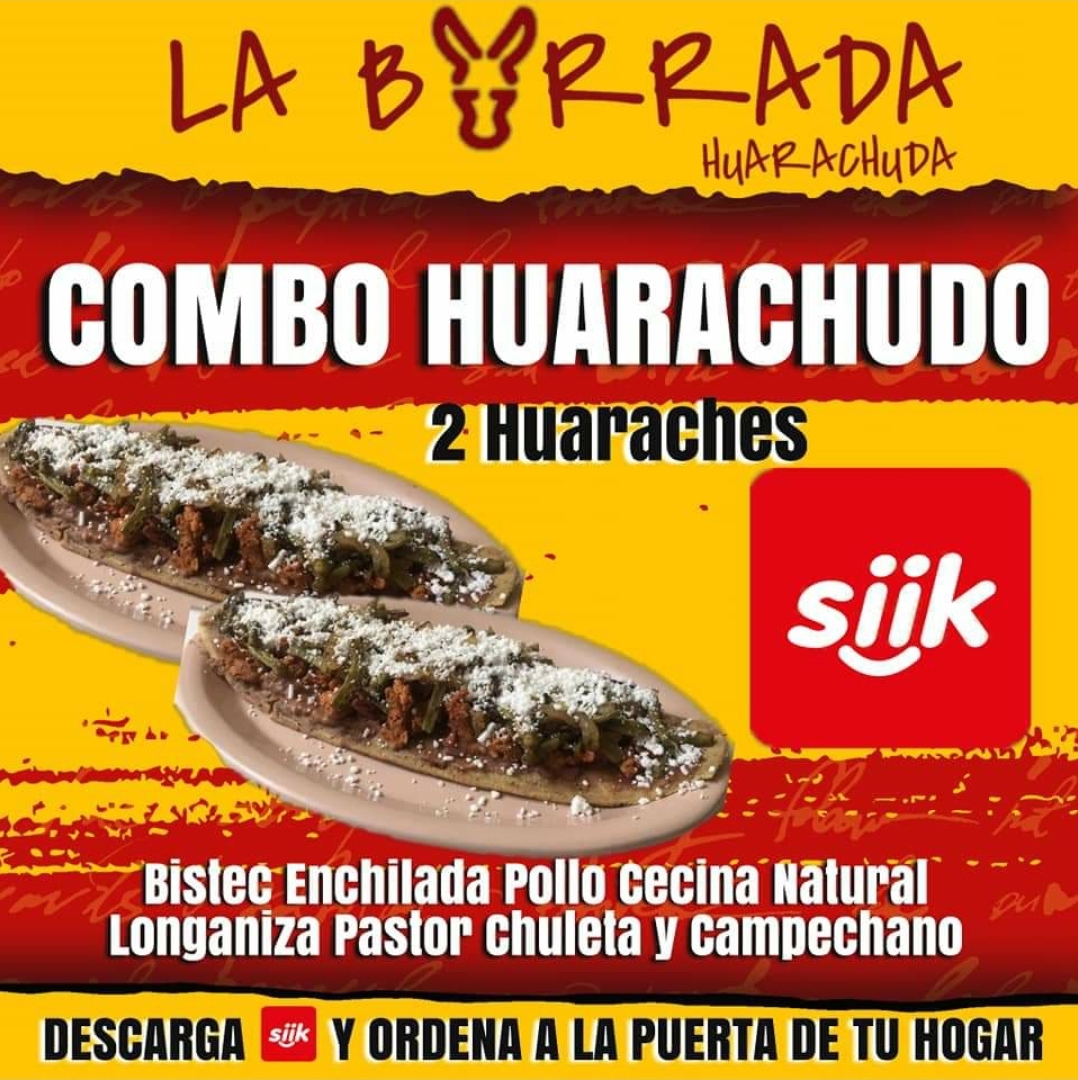 LA BURRADA
HUARACHUDA
COMBO HUARACHUDO
2 Huaraches
siik
Bistec Enchilada Pollo Cecina Natural
Longaniza Pastor Chuleta y Campechano
DESCARGA siik Y ORDENA A LA PUERTA DE TU HOGAR